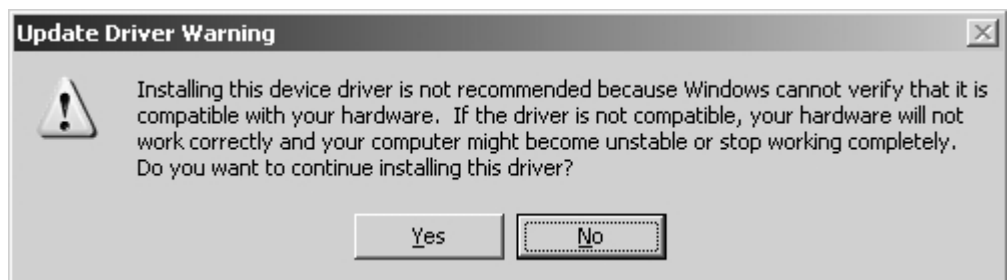 Update Driver Warning
Installing this device driver is not recommended because Windows cannot verify that it is
compatible with your hardware.  If the driver is not compatible, your hardware will not
work correctly and your computer might become unstable or stop working completely.
Do you want to continue installing this driver?
Yes No